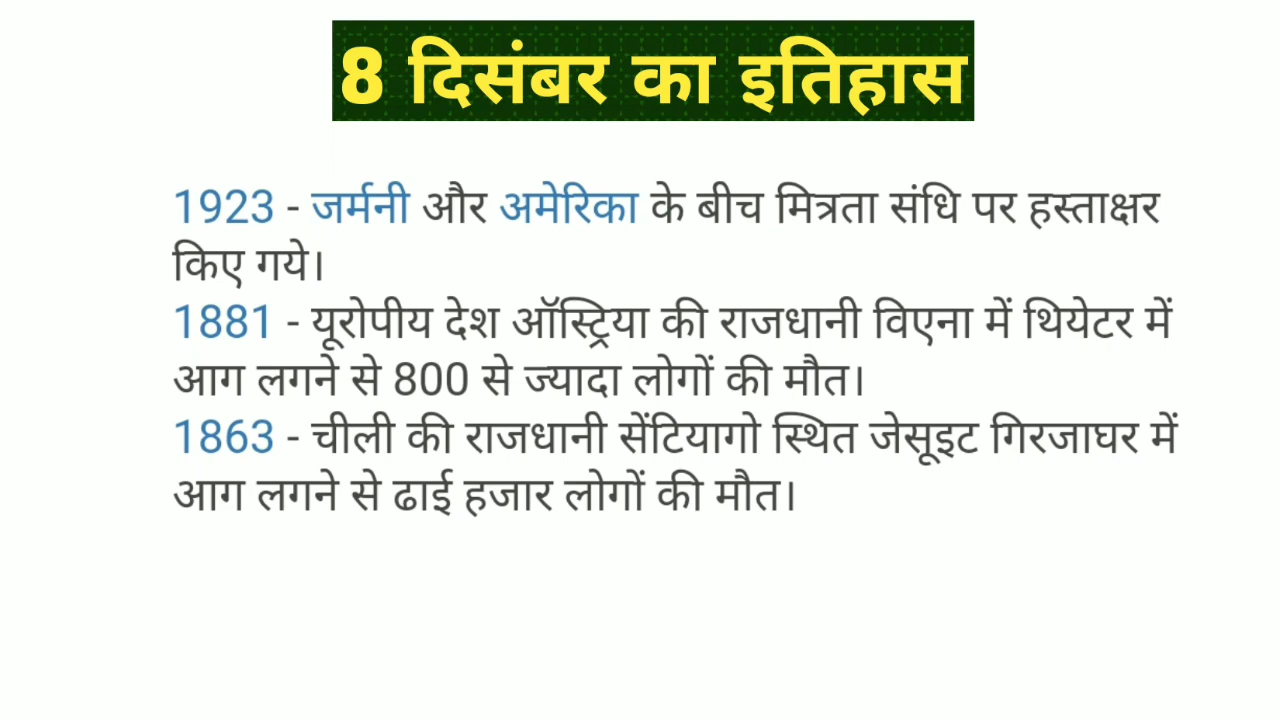 8 दिसंबर का इतिहास
1923 - जर्मनी और अमेरिका के बीच मित्रता संधि पर हस्ताक्षर
किए गये।
1881 - यूरोपीय देश ऑस्ट्रिया की राजधानी विएना में थियेटर में
आग लगने से 800 से ज्यादा लोगों की मौत।
1863 - चीली की राजधानी सेंटियागो स्थित जेसूइट गिरजाघर में
आग लगने से ढाई हजार लोगों की मौत।